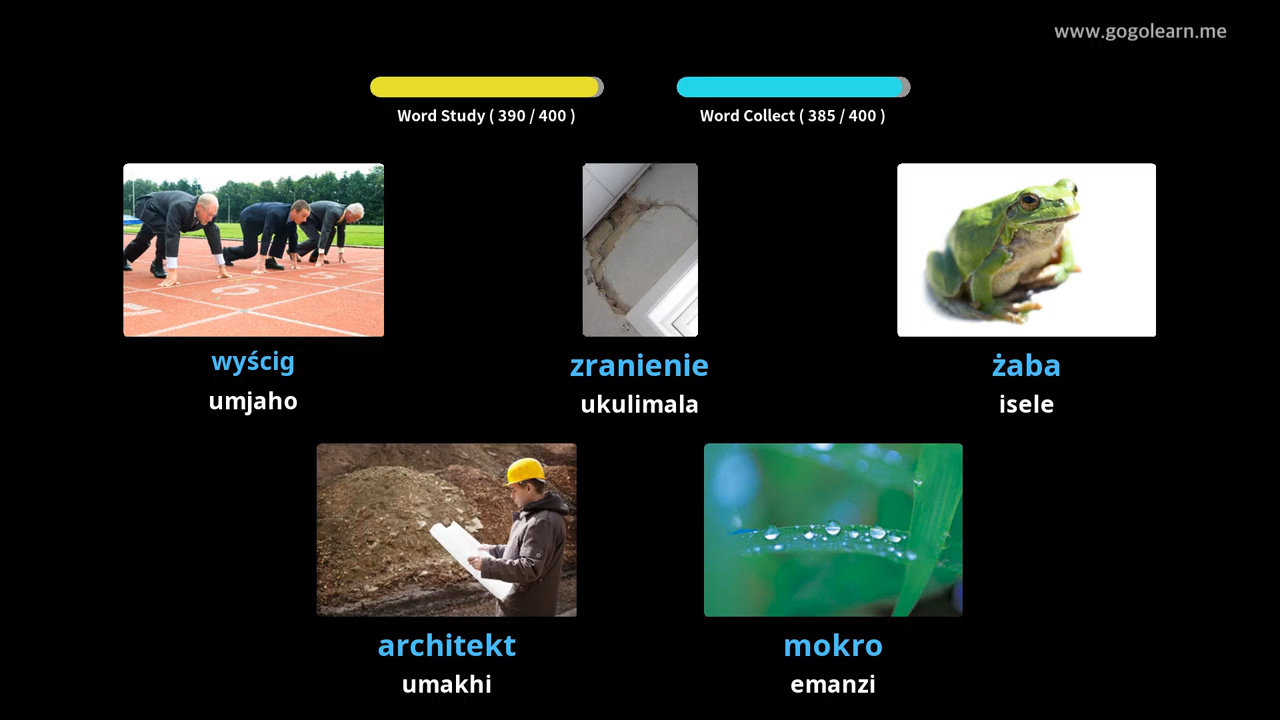 www.gogolearn.me
Word Study ( 390 / 400 )
Word Collect ( 385 / 400 )
wyścig
umjaho
zranienie
ukulimala
żaba
isele
architekt
umakhi
mokro
emanzi